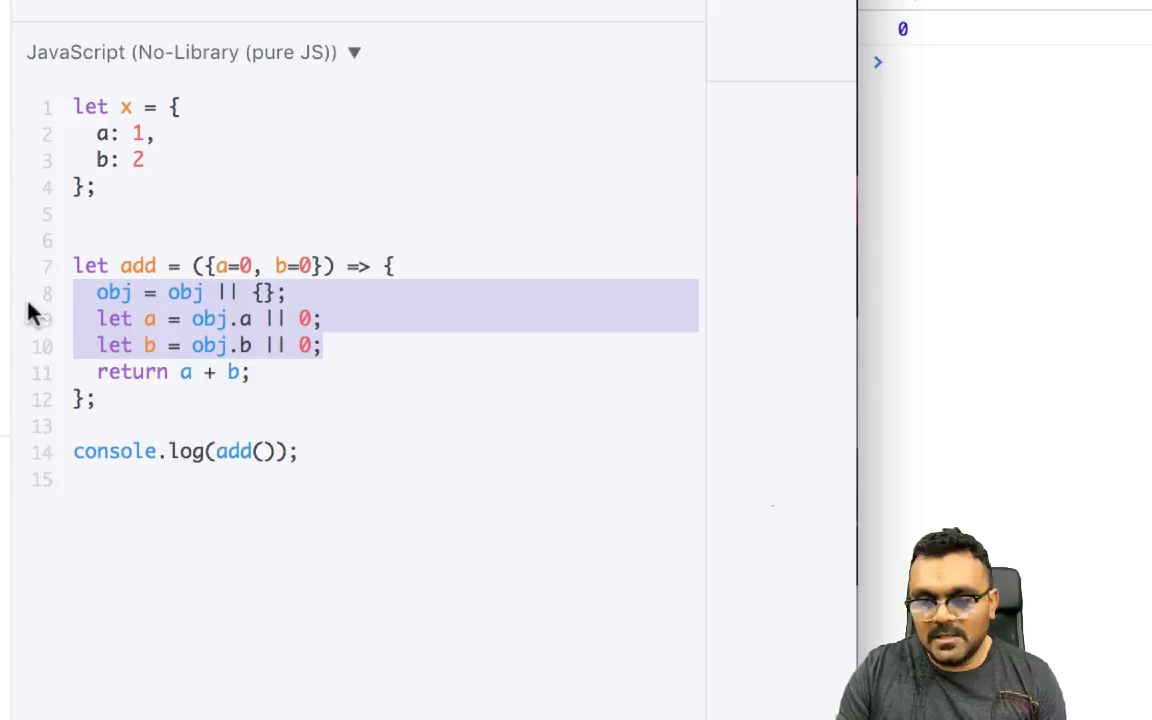 JavaScript (No-Library (pure JS)) ▼
1 let x = {
2 a: 1,
3 b: 2
4 };
5
6
7 let add = ({a=0, b=0}) => {
8 obj = obj || {};
9 let a = obj.a || 0;
10 let b = obj.b || 0;
11 return a + b;
12 };
13
14 console.log(add());
15
0
>